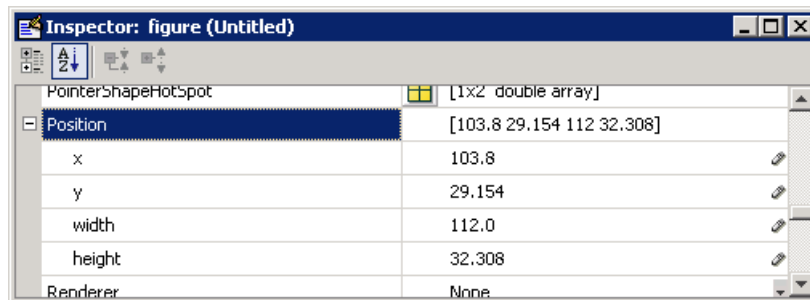 Inspector: figure (Untitled)
PointerShapeHotSpot [1x2 double array]
Position [103.8 29.154 112 32.308]
x 103.8
y 29.154
width 112.0
height 32.308
Renderer None